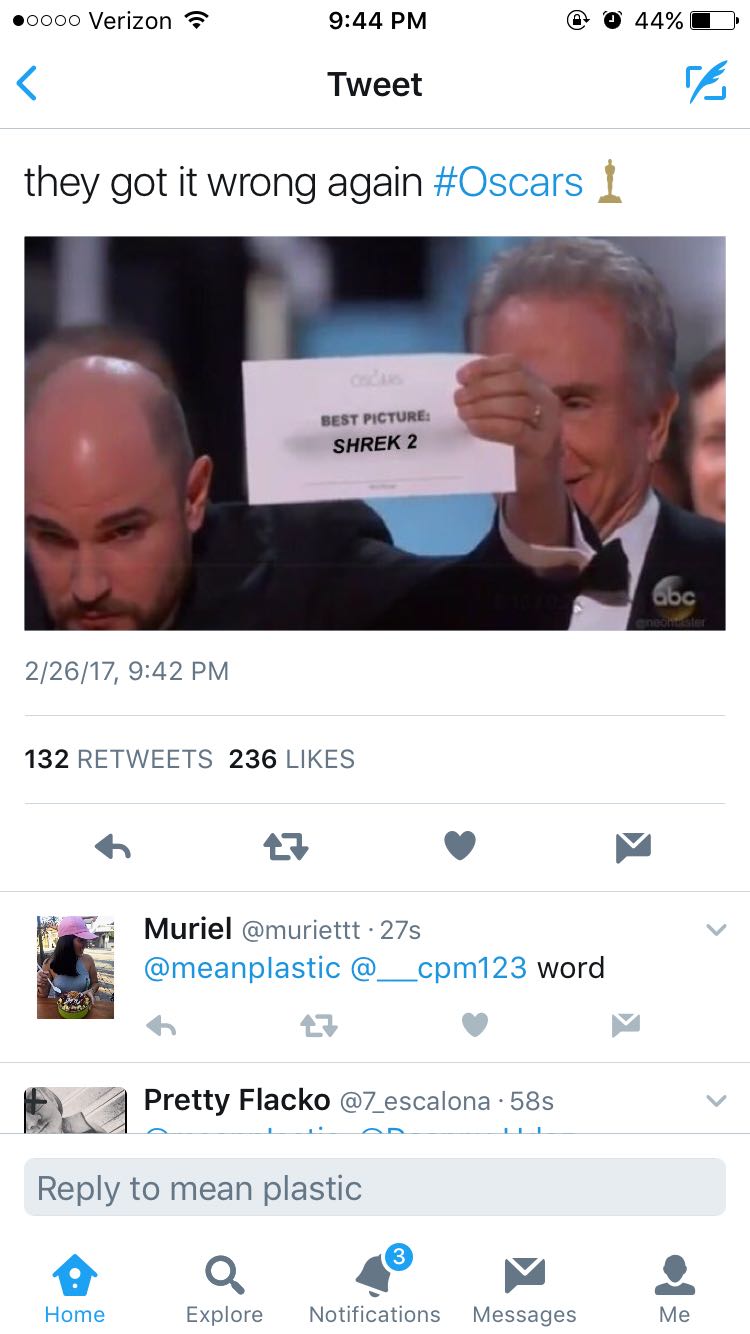 Verizon 9:44 PM 44%
Tweet
they got it wrong again #Oscars
OSCARS
BEST PICTURE:
SHREK 2
abc
2/26/17, 9:42 PM
132 RETWEETS 236 LIKES
Muriel @muriettt · 27s
@meanplastic @___cpm123 word
Pretty Flacko @7_escalona · 58s
Reply to mean plastic
3
Home Explore Notifications Messages Me